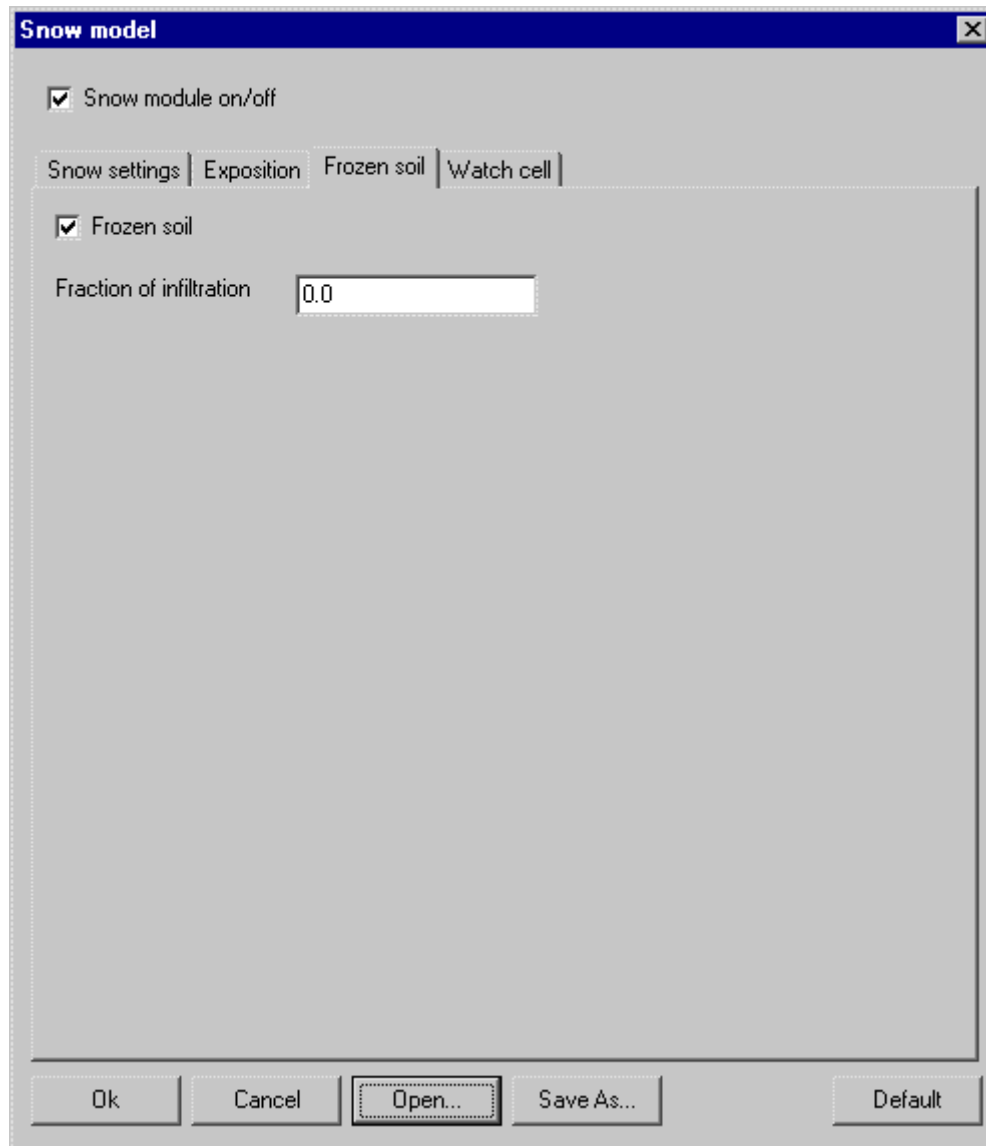 Snow model
Snow module on/off
Snow settings Exposition Frozen soil Watch cell
Frozen soil
Fraction of infiltration 0.0
Ok Cancel Open... Save As... Default